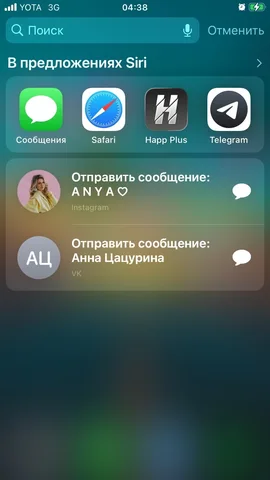 YOTA 3G 04:38
Поиск Отменить
В предложениях Siri
Сообщения Safari Happ Plus Telegram
Отправить сообщение:
A N Y A ♡
Instagram
Отправить сообщение:
АЦ Анна Цацурина
VK